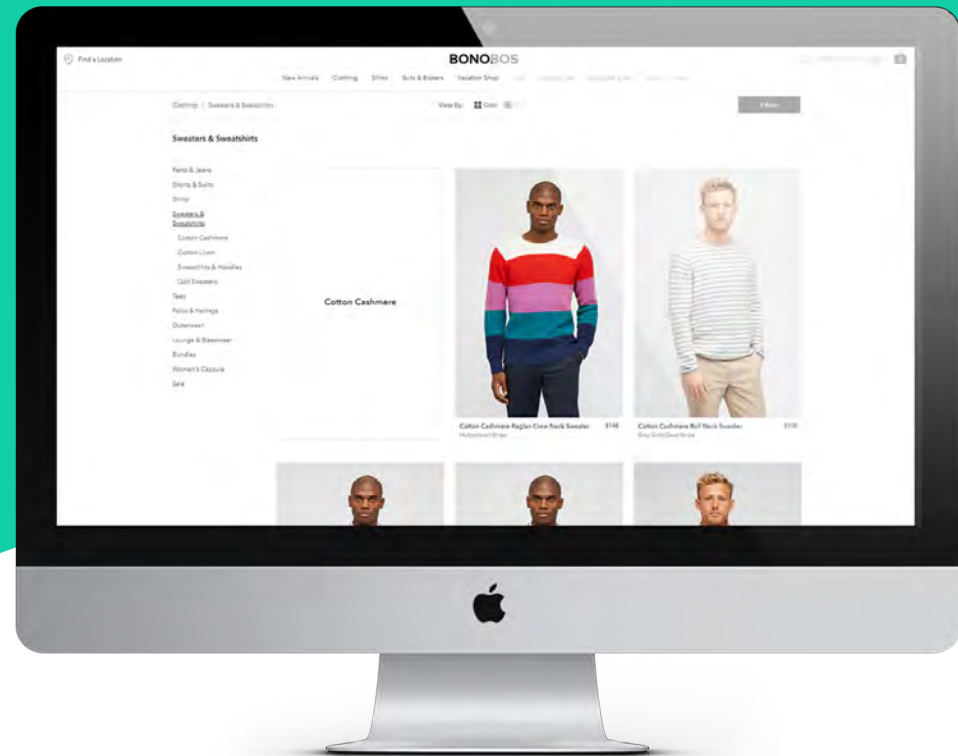 Find a Location
BONOBOS
New Arrivals Clothing Shirts Suits & Blazers Vacation Shop
Clothing | Sweaters & Sweatshirts View By: Grid
Filters
Sweaters & Sweatshirts
Pants & Jeans
Shorts & Swim
Shirts
Sweaters &
Sweatshirts
Cotton Cashmere
Cotton Linen
Sweatshirts & Hoodies
Golf Sweaters
Tees
Polos & Henleys
Outerwear
Lounge & Sleepwear
Bundles
Women's Capsule
Sale
Cotton Cashmere
Cotton Cashmere Raglan Crew Neck Sweater $148
Cotton Cashmere Roll Neck Sweater